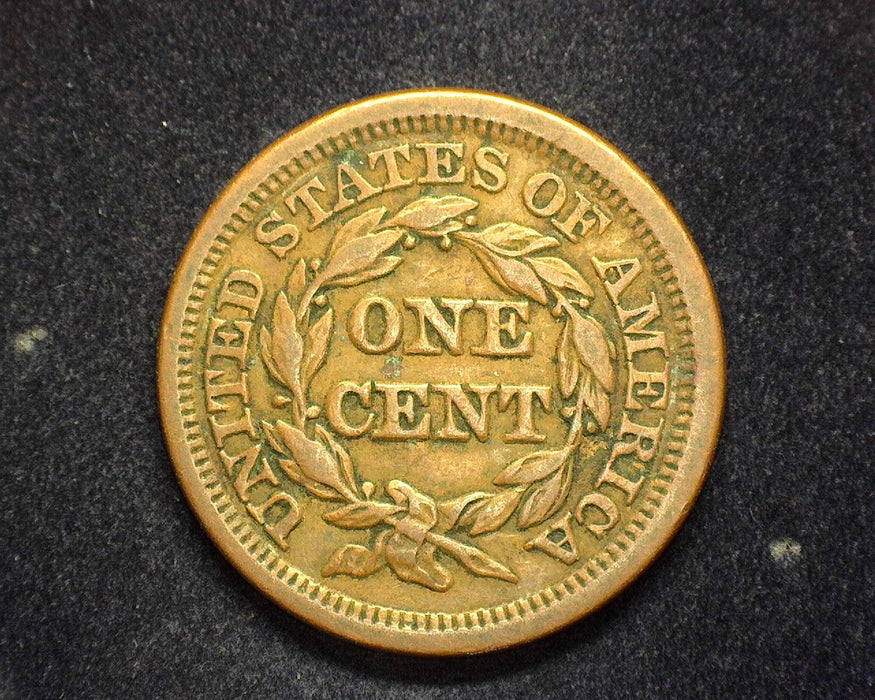 UNITED STATES OF AMERICA
ONE
CENT